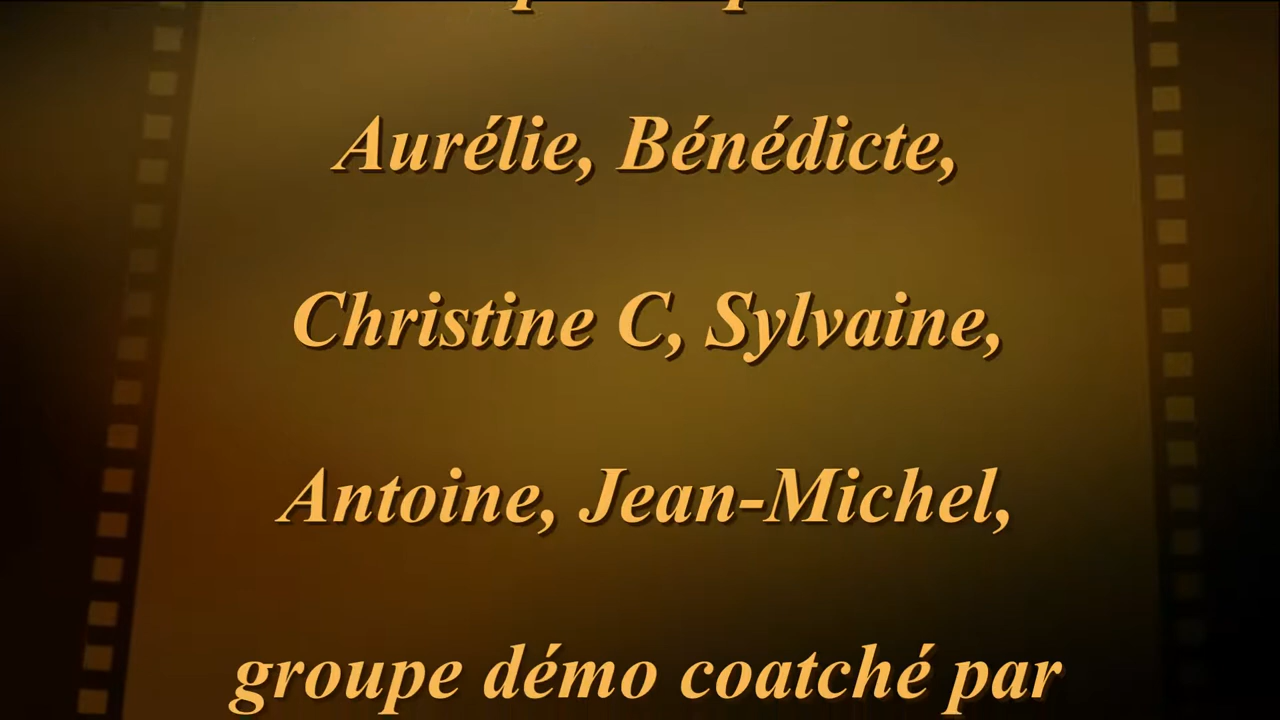 Aurélie, Bénédicte,
Christine C, Sylvaine,
Antoine, Jean-Michel,
groupe démo coatché par